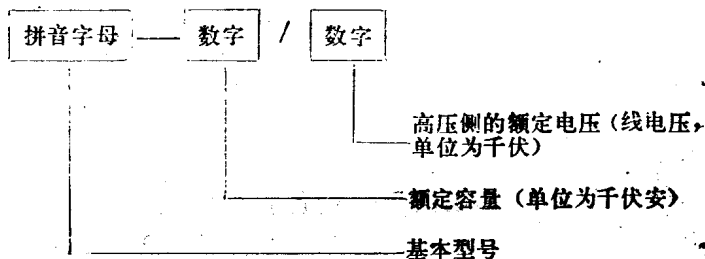 拼音字母 — 数字 / 数字
高压侧的额定电压（线电压，
单位为千伏）
额定容量（单位为千伏安）
基本型号